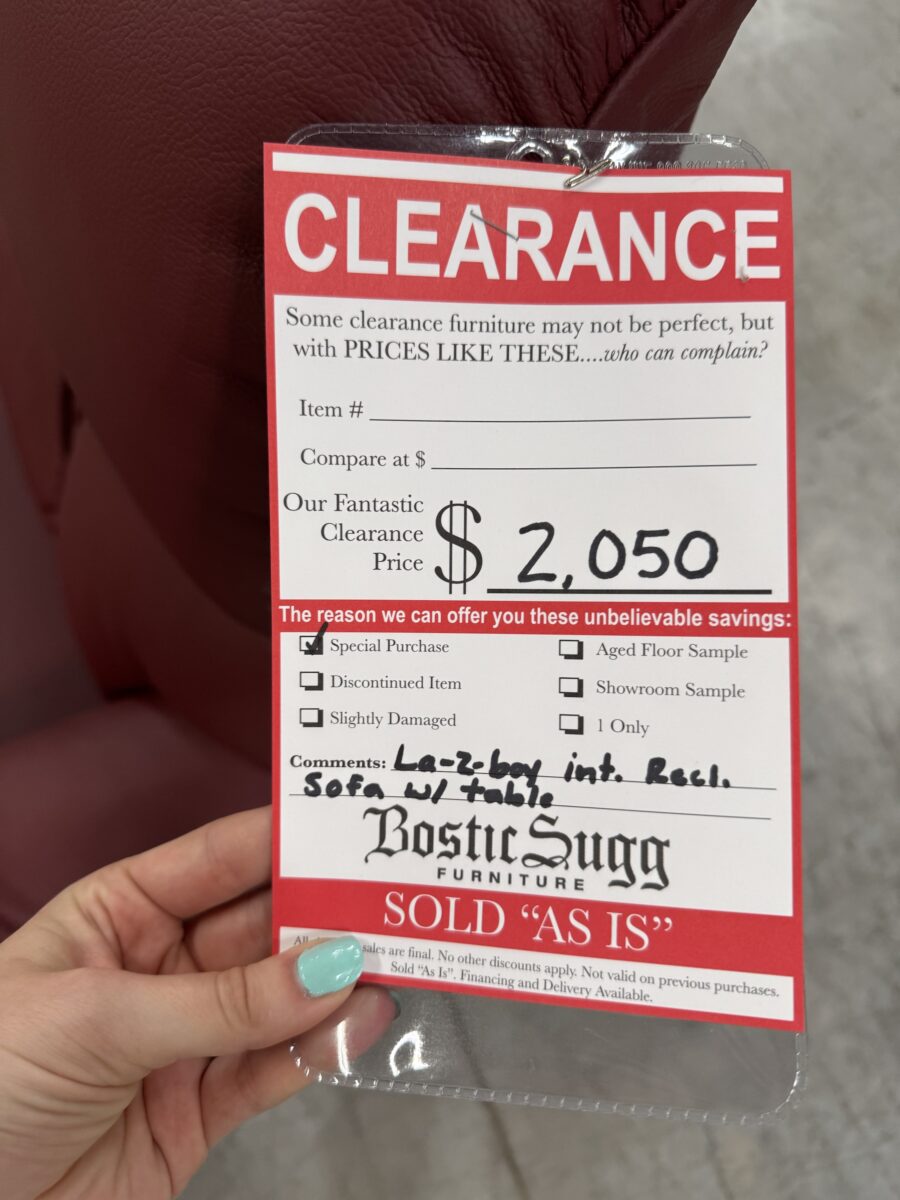 CLEARANCE
Some clearance furniture may not be perfect, but
with PRICES LIKE THESE....who can complain?
Item #
Compare at $
Our Fantastic
Clearance
Price $ 2,050
The reason we can offer you these unbelievable savings:
Special Purchase
Aged Floor Sample
Discontinued Item
Showroom Sample
Slightly Damaged
1 Only
Comments: La-z-boy int. Recl.
Sofa w/ table
Bostic Sugg
FURNITURE
SOLD “AS IS”
sales are final. No other discounts apply. Not valid on previous purchases.
Sold "As Is". Financing and Delivery Available.